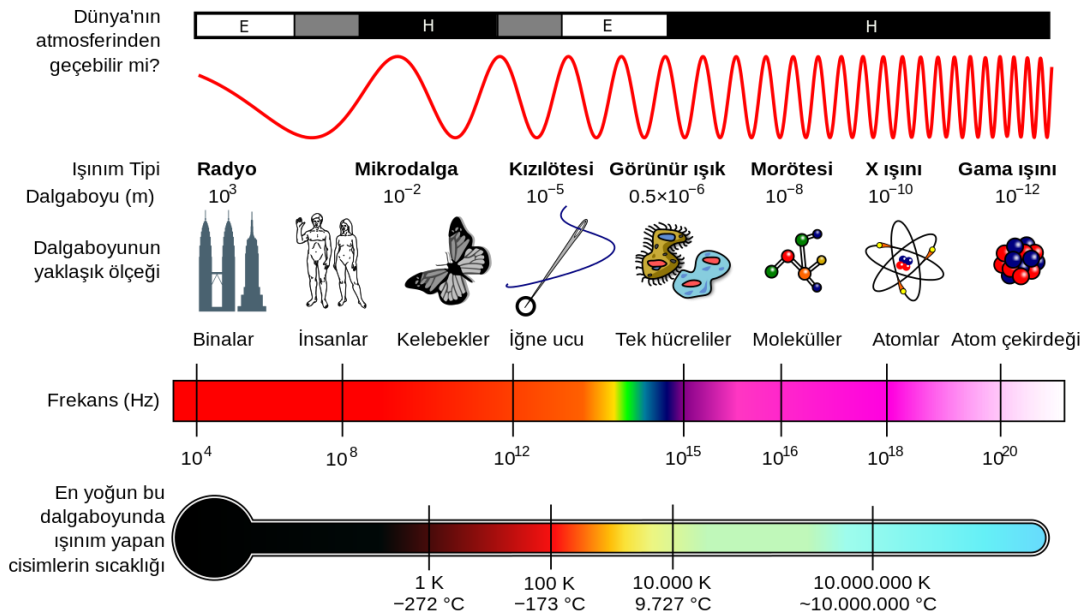 Dünya'nın
atmosferinden
geçebilir mi?
E H E H
Işınım Tipi Radyo Mikrodalga Kızılötesi Görünür ışık Morötesi X ışını Gama ışını
Dalgaboyu (m) 10³ 10⁻² 10⁻⁵ 0.5×10⁻⁶ 10⁻⁸ 10⁻¹⁰ 10⁻¹²
Dalgaboyunun
yaklaşık ölçeği
Binalar İnsanlar Kelebekler İğne ucu Tek hücreliler Moleküller Atomlar Atom çekirdeği
Frekans (Hz)
10⁴ 10⁸ 10¹² 10¹⁵ 10¹⁶ 10¹⁸ 10²⁰
En yoğun bu
dalgaboyunda
ışınım yapan
cisimlerin sıcaklığı
1 K 100 K 10.000 K 10.000.000 K
−272 °C −173 °C 9.727 °C ~10.000.000 °C